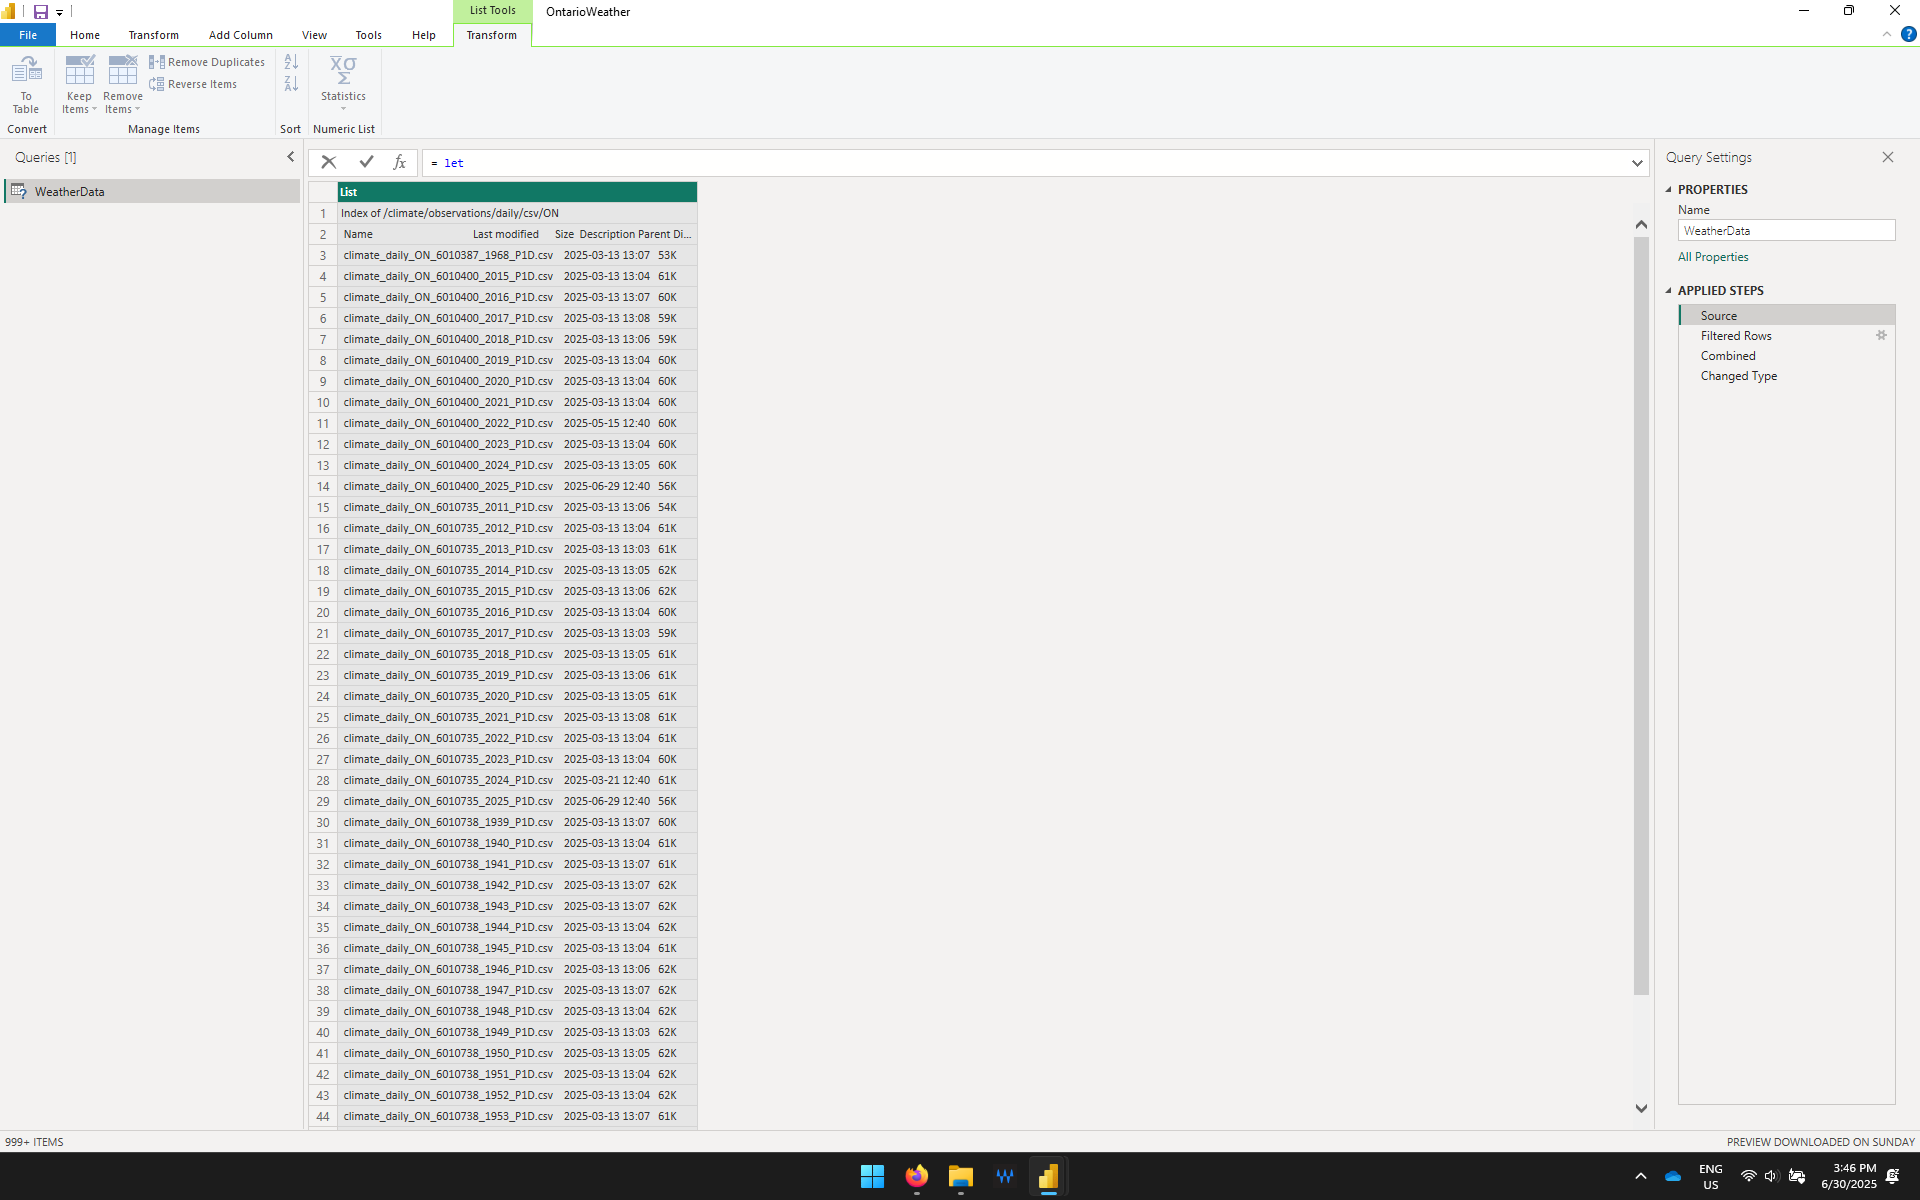 List Tools
OntarioWeather
File Home Transform Add Column View Tools Help Transform
To Table
Keep Items
Remove Items
Remove Duplicates
Reverse Items
Statistics
Convert
Manage Items
Sort
Numeric List
Queries [1]
WeatherData
fx
= let
List
1 Index of /climate/observations/daily/csv/ON
2 Name Last modified Size Description Parent Di...
3 climate_daily_ON_6010387_1968_P1D.csv 2025-03-13 13:07 53K
4 climate_daily_ON_6010400_2015_P1D.csv 2025-03-13 13:04 61K
5 climate_daily_ON_6010400_2016_P1D.csv 2025-03-13 13:07 60K
6 climate_daily_ON_6010400_2017_P1D.csv 2025-03-13 13:08 59K
7 climate_daily_ON_6010400_2018_P1D.csv 2025-03-13 13:06 59K
8 climate_daily_ON_6010400_2019_P1D.csv 2025-03-13 13:04 60K
9 climate_daily_ON_6010400_2020_P1D.csv 2025-03-13 13:04 60K
10 climate_daily_ON_6010400_2021_P1D.csv 2025-03-13 13:04 60K
11 climate_daily_ON_6010400_2022_P1D.csv 2025-05-15 12:40 60K
12 climate_daily_ON_6010400_2023_P1D.csv 2025-03-13 13:04 60K
13 climate_daily_ON_6010400_2024_P1D.csv 2025-03-13 13:05 60K
14 climate_daily_ON_6010400_2025_P1D.csv 2025-06-29 12:40 56K
15 climate_daily_ON_6010735_2011_P1D.csv 2025-03-13 13:06 54K
16 climate_daily_ON_6010735_2012_P1D.csv 2025-03-13 13:04 61K
17 climate_daily_ON_6010735_2013_P1D.csv 2025-03-13 13:03 61K
18 climate_daily_ON_6010735_2014_P1D.csv 2025-03-13 13:05 62K
19 climate_daily_ON_6010735_2015_P1D.csv 2025-03-13 13:06 62K
20 climate_daily_ON_6010735_2016_P1D.csv 2025-03-13 13:04 60K
21 climate_daily_ON_6010735_2017_P1D.csv 2025-03-13 13:03 59K
22 climate_daily_ON_6010735_2018_P1D.csv 2025-03-13 13:05 61K
23 climate_daily_ON_6010735_2019_P1D.csv 2025-03-13 13:06 61K
24 climate_daily_ON_6010735_2020_P1D.csv 2025-03-13 13:05 61K
25 climate_daily_ON_6010735_2021_P1D.csv 2025-03-13 13:08 61K
26 climate_daily_ON_6010735_2022_P1D.csv 2025-03-13 13:04 61K
27 climate_daily_ON_6010735_2023_P1D.csv 2025-03-13 13:04 60K
28 climate_daily_ON_6010735_2024_P1D.csv 2025-03-21 12:40 61K
29 climate_daily_ON_6010735_2025_P1D.csv 2025-06-29 12:40 56K
30 climate_daily_ON_6010738_1939_P1D.csv 2025-03-13 13:07 60K
31 climate_daily_ON_6010738_1940_P1D.csv 2025-03-13 13:04 61K
32 climate_daily_ON_6010738_1941_P1D.csv 2025-03-13 13:07 61K
33 climate_daily_ON_6010738_1942_P1D.csv 2025-03-13 13:07 62K
34 climate_daily_ON_6010738_1943_P1D.csv 2025-03-13 13:07 62K
35 climate_daily_ON_6010738_1944_P1D.csv 2025-03-13 13:04 62K
36 climate_daily_ON_6010738_1945_P1D.csv 2025-03-13 13:04 61K
37 climate_daily_ON_6010738_1946_P1D.csv 2025-03-13 13:06 62K
38 climate_daily_ON_6010738_1947_P1D.csv 2025-03-13 13:07 62K
39 climate_daily_ON_6010738_1948_P1D.csv 2025-03-13 13:04 62K
40 climate_daily_ON_6010738_1949_P1D.csv 2025-03-13 13:03 62K
41 climate_daily_ON_6010738_1950_P1D.csv 2025-03-13 13:05 62K
42 climate_daily_ON_6010738_1951_P1D.csv 2025-03-13 13:04 62K
43 climate_daily_ON_6010738_1952_P1D.csv 2025-03-13 13:04 62K
44 climate_daily_ON_6010738_1953_P1D.csv 2025-03-13 13:07 61K
Query Settings
PROPERTIES
Name
WeatherData
All Properties
APPLIED STEPS
Source
Filtered Rows
Combined
Changed Type
999+ ITEMS
PREVIEW DOWNLOADED ON SUNDAY
ENG
US
3:46 PM
6/30/2025